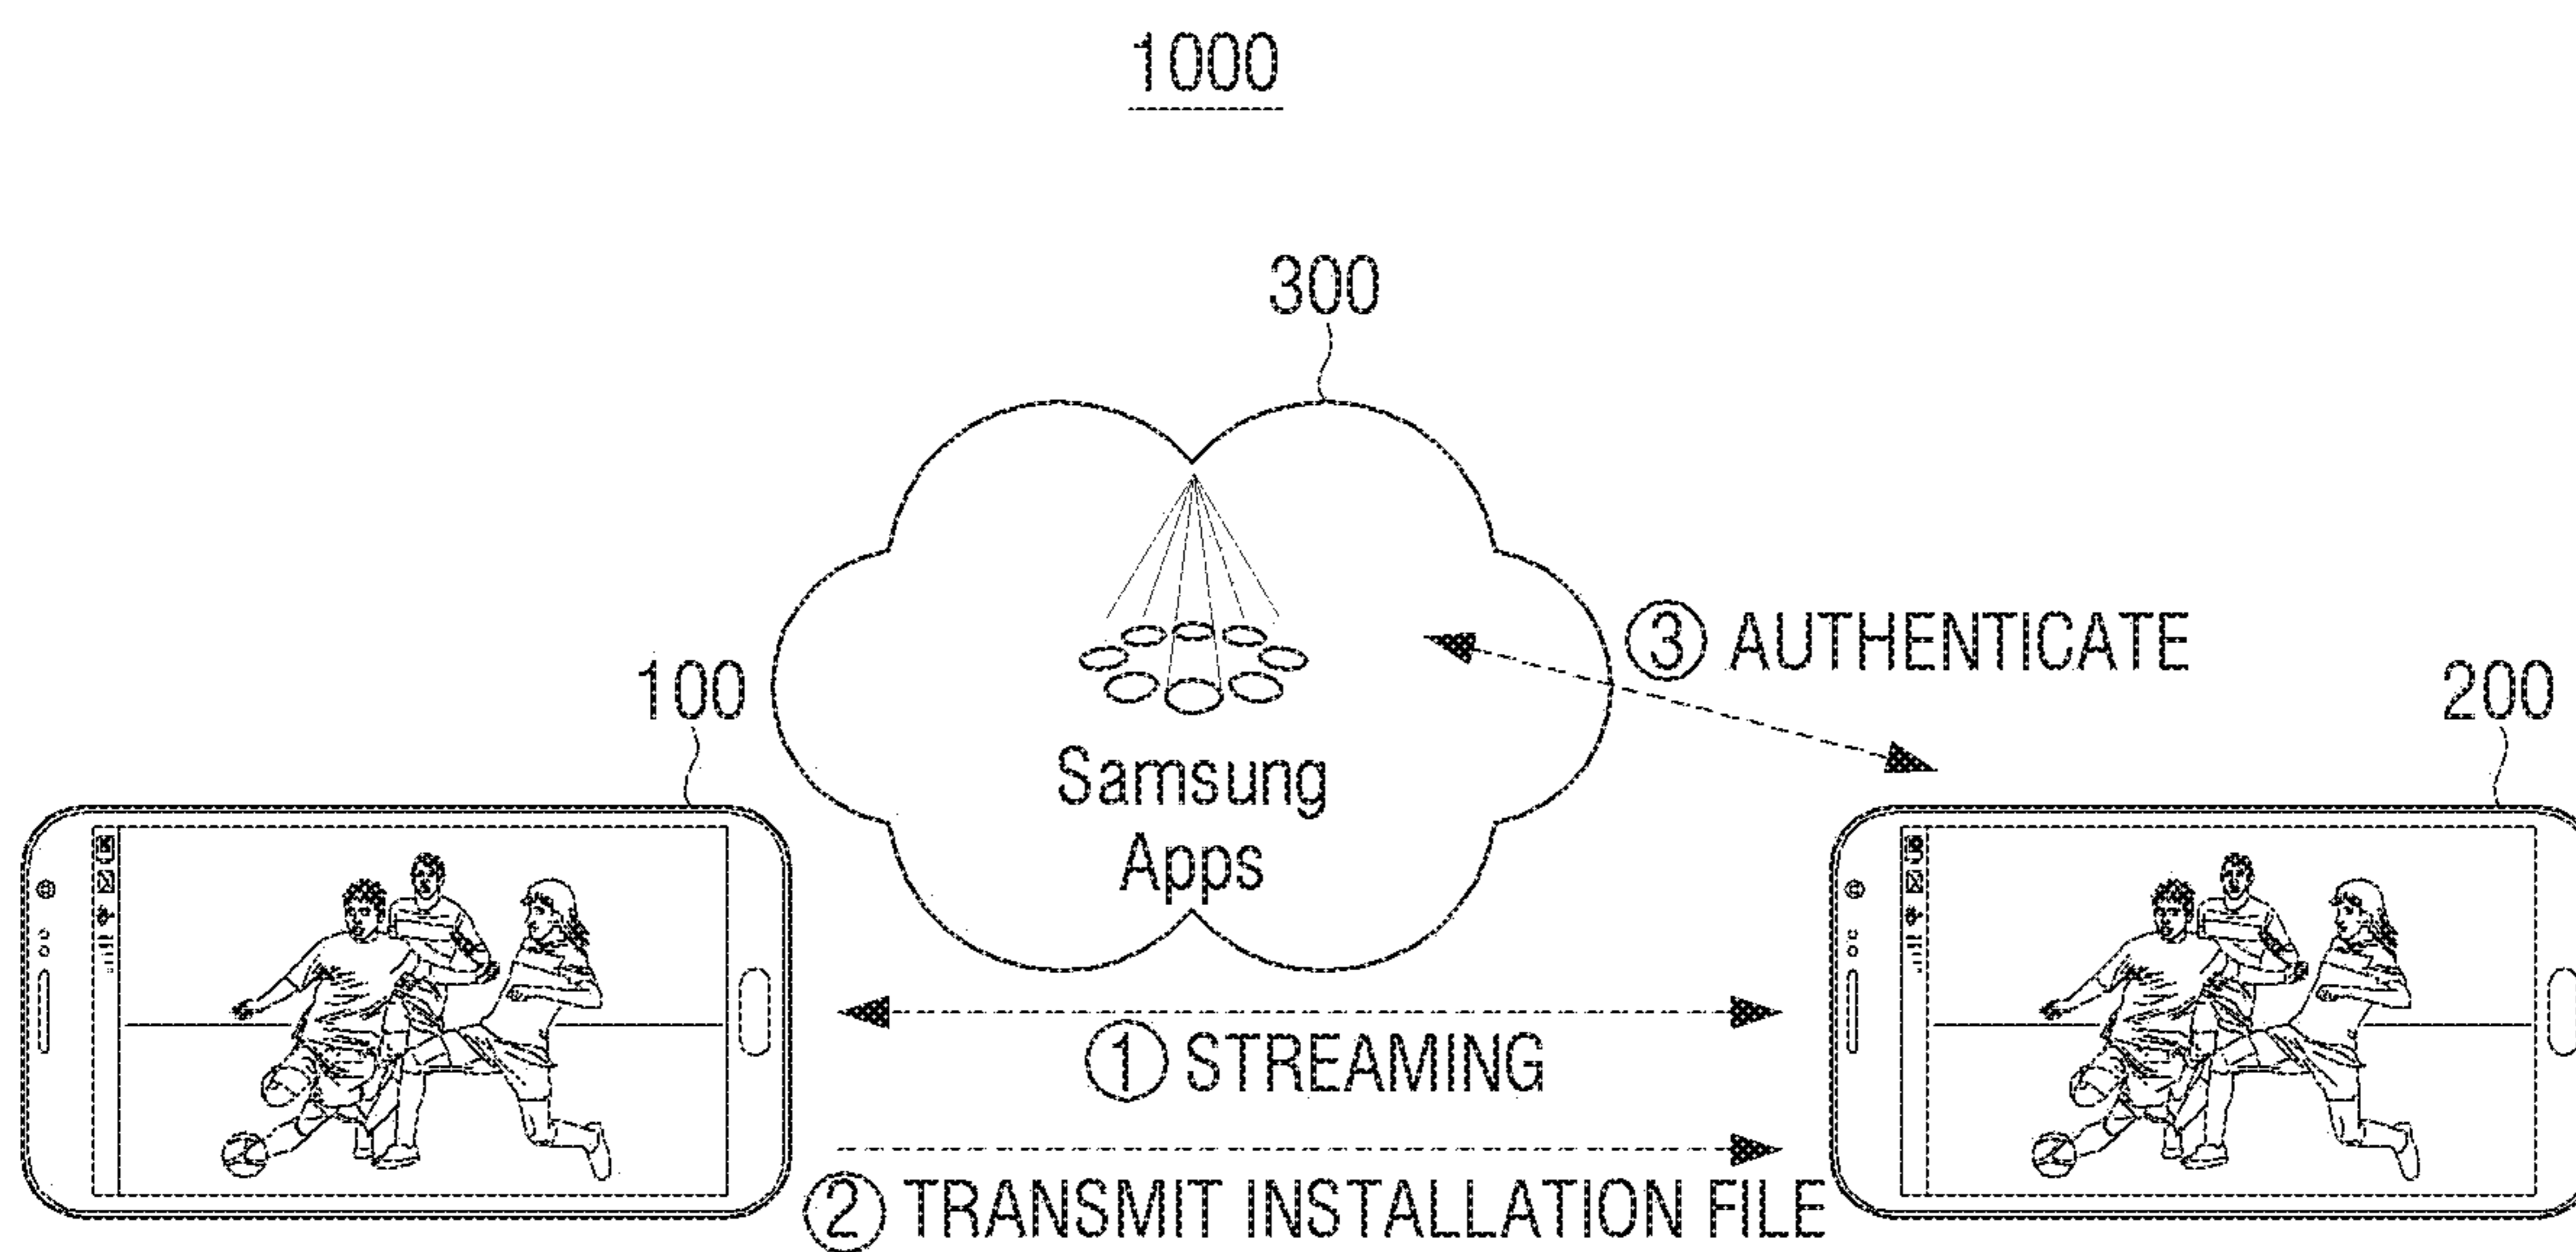 1000
300
③ AUTHENTICATE
100
200
Samsung
Apps
① STREAMING
② TRANSMIT INSTALLATION FILE